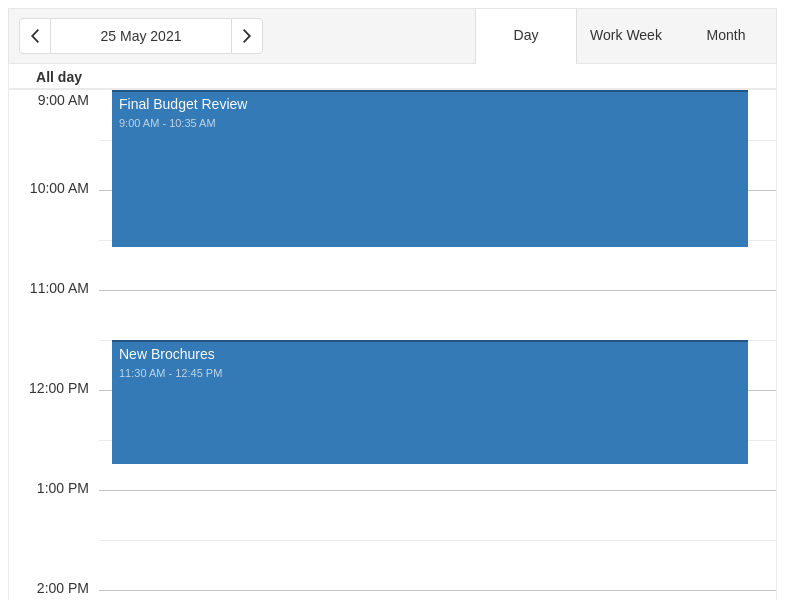 25 May 2021
Day
Work Week
Month
All day
9:00 AM
Final Budget Review
9:00 AM - 10:35 AM
10:00 AM
11:00 AM
New Brochures
11:30 AM - 12:45 PM
12:00 PM
1:00 PM
2:00 PM